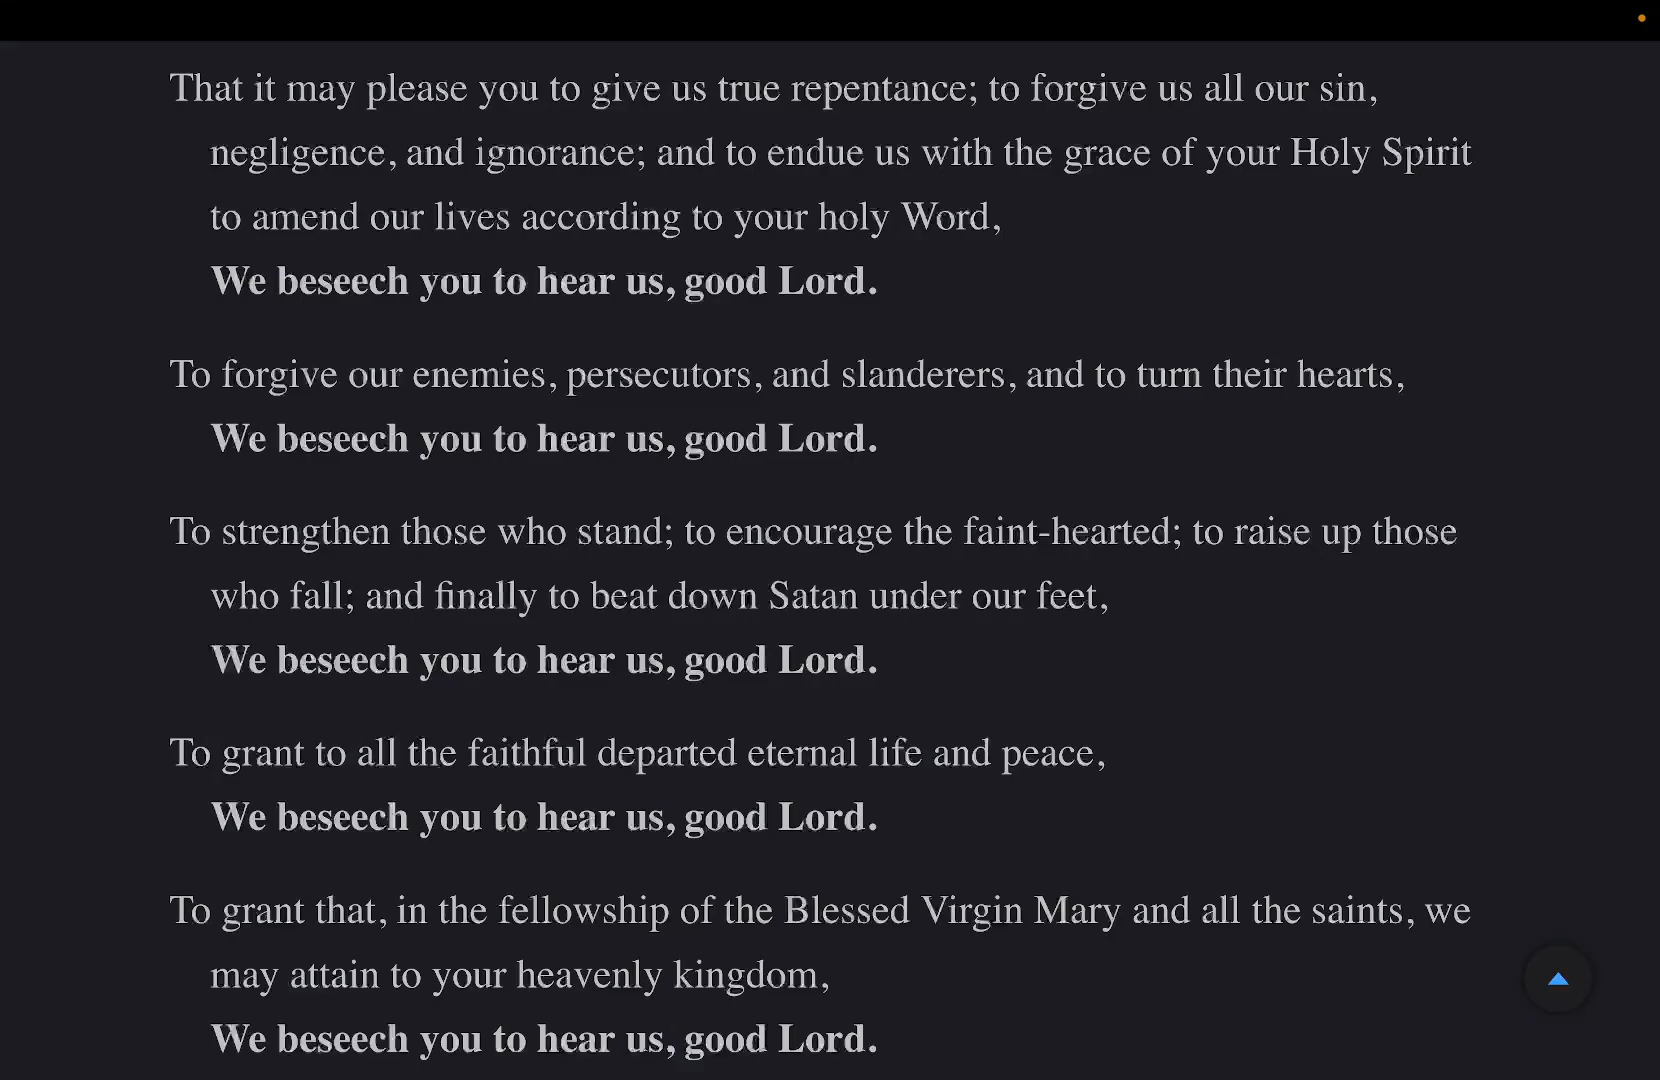 That it may please you to give us true repentance; to forgive us all our sin,
negligence, and ignorance; and to endue us with the grace of your Holy Spirit
to amend our lives according to your holy Word,
We beseech you to hear us, good Lord.
To forgive our enemies, persecutors, and slanderers, and to turn their hearts,
We beseech you to hear us, good Lord.
To strengthen those who stand; to encourage the faint-hearted; to raise up those
who fall; and finally to beat down Satan under our feet,
We beseech you to hear us, good Lord.
To grant to all the faithful departed eternal life and peace,
We beseech you to hear us, good Lord.
To grant that, in the fellowship of the Blessed Virgin Mary and all the saints, we
may attain to your heavenly kingdom,
We beseech you to hear us, good Lord.